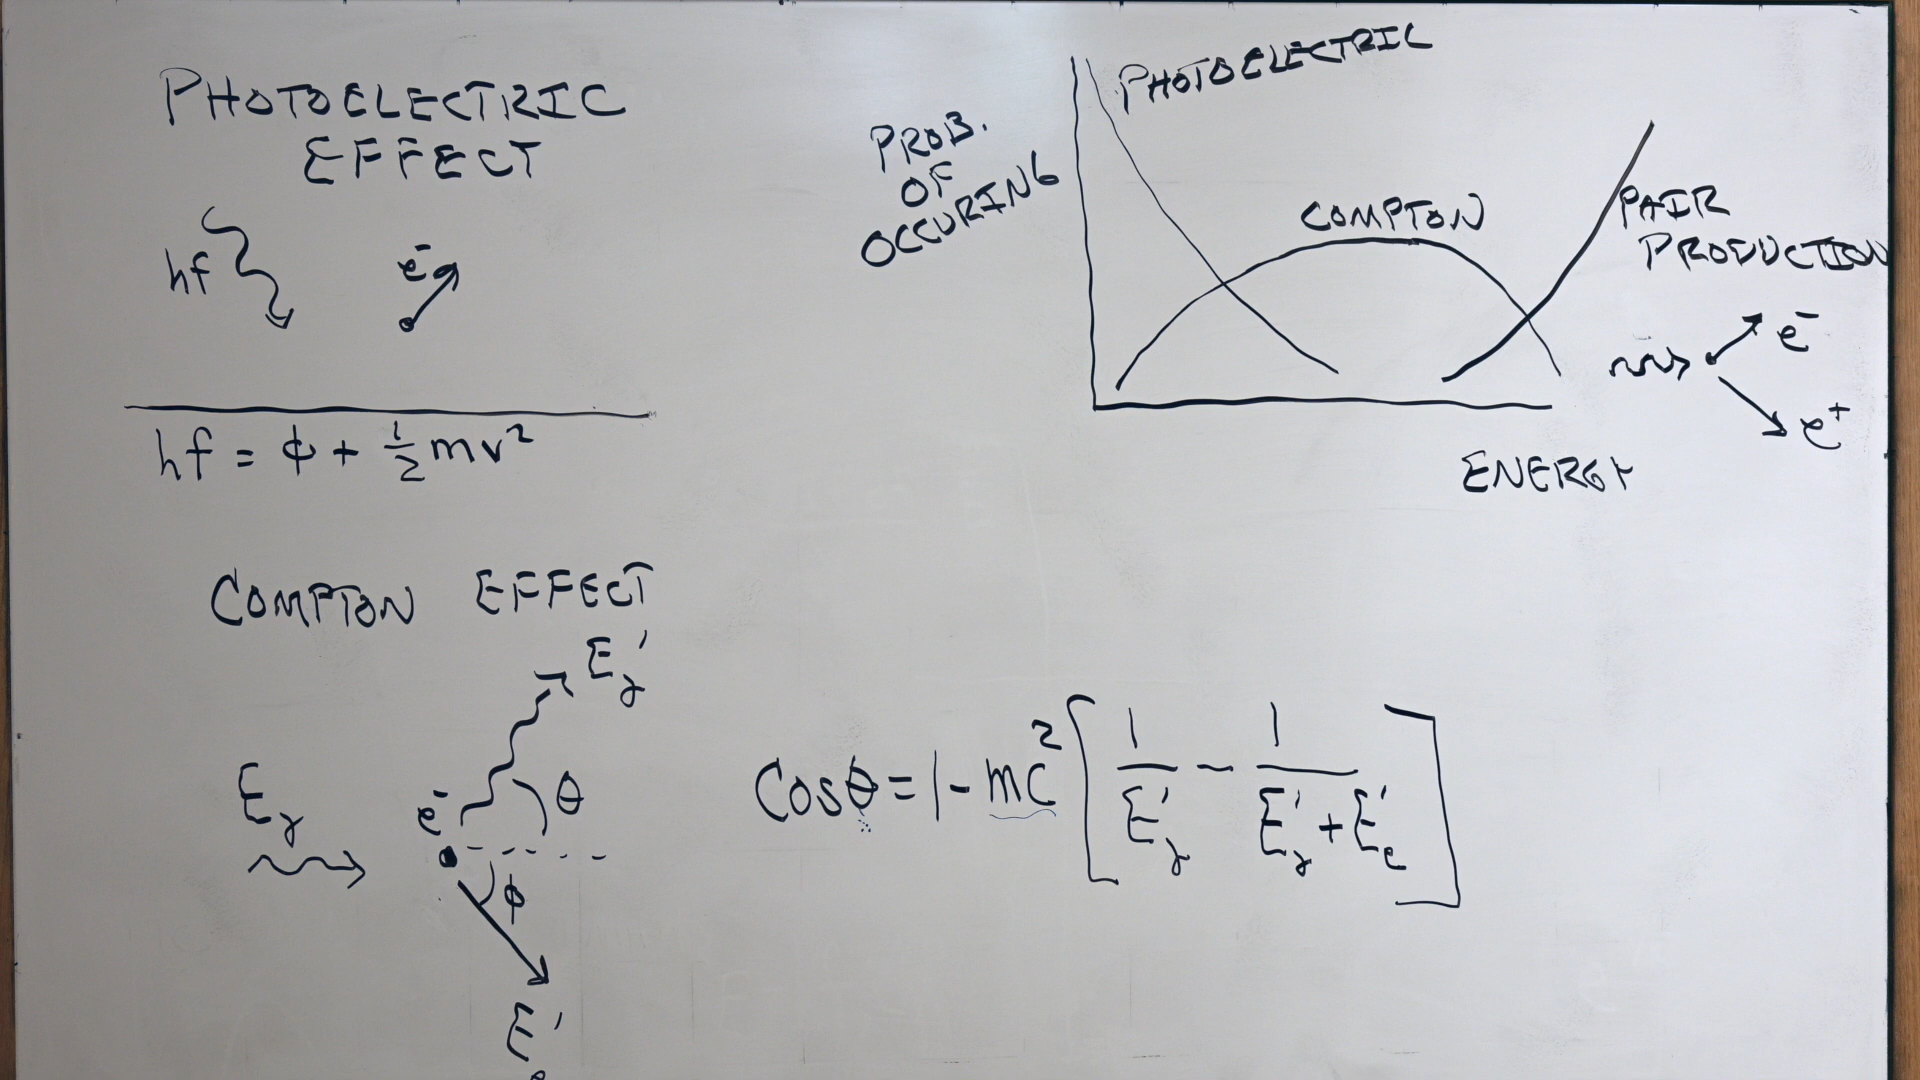 PHOTOELECTRIC
EFFECT
hf
e⁻
hf = ϕ + ½mv²
PHOTOELECTRIC
PROB.
OF
OCCURING
COMPTON
PAIR
PRODUCTION
e⁻
e⁺
ENERGY
COMPTON EFFECT
E'γ
Eγ
e⁻
θ
ϕ
E'e
Cosθ = 1 - mc² [1/E'γ - 1/(E'γ + E'e)]